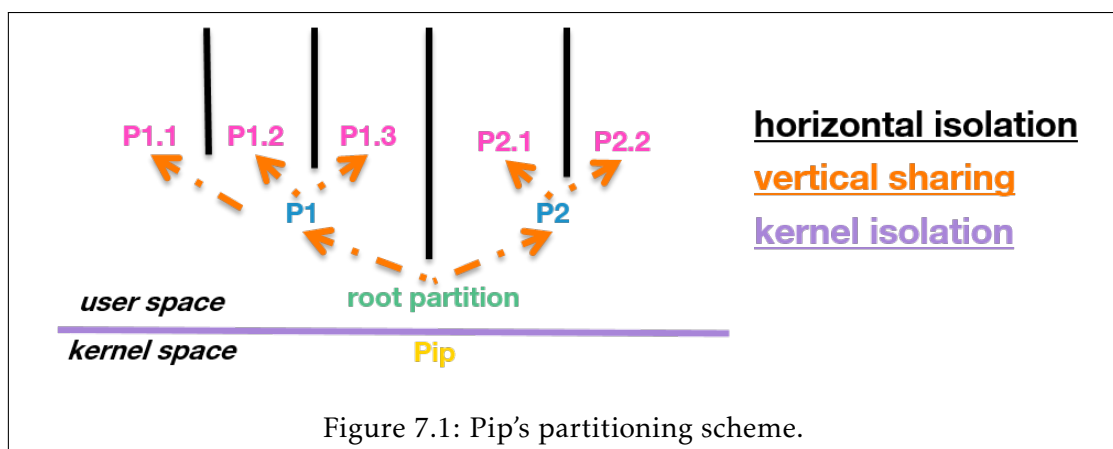 P1.1 P1.2 P1.3 P2.1 P2.2
P1 P2
root partition
user space
kernel space
Pip
horizontal isolation
vertical sharing
kernel isolation
Figure 7.1: Pip's partitioning scheme.